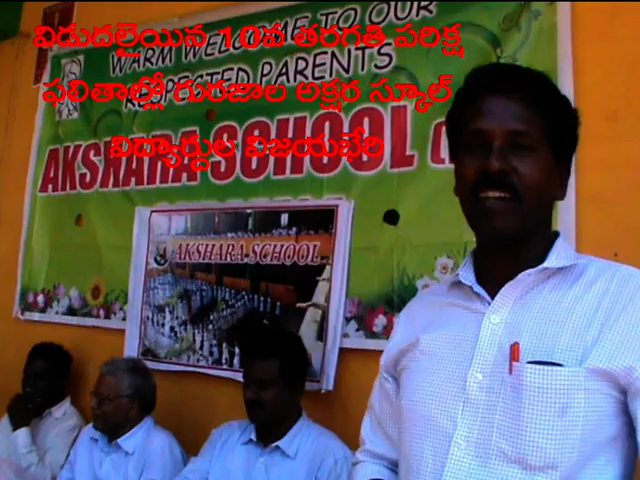 విడుదలైయిన 10వ తరగతి పరిక్ష
ఫలితాల్లో గురజాల అక్షర స్కూల్
విద్యార్దుల విజయభేరి
WARM WELCOME TO OUR
RESPECTED PARENTS
AKSHARA SCHOOL
AKSHARA SCHOOL